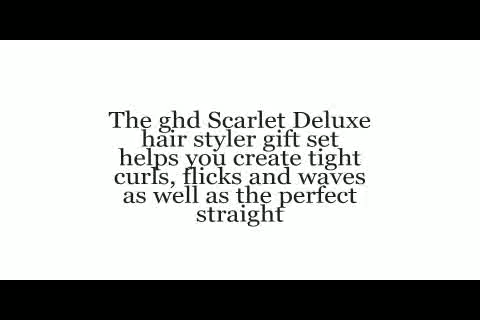 The ghd Scarlet Deluxe
hair styler gift set
helps you create tight
curls, flicks and waves
as well as the perfect
straight